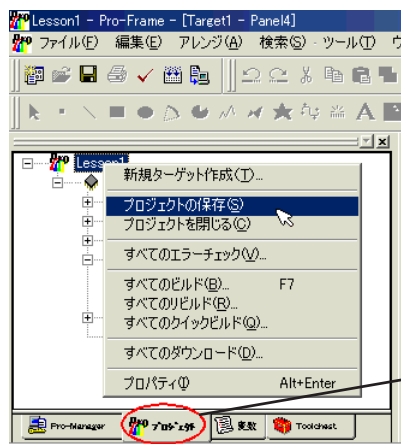 Lesson1 - Pro-Frame - [Target1 - Panel4]
ファイル(F) 編集(E) アレンジ(A) 検索(S) ツール(T)
Lesson1
新規ターゲット作成(T)...
プロジェクトの保存(S)
プロジェクトを閉じる(C)
すべてのエラーチェック(V)...
すべてのビルド(B)... F7
すべてのリビルド(R)...
すべてのクイックビルド(Q)...
すべてのダウンロード(D)...
プロパティ(I) Alt+Enter
Pro-Manager ﾌﾟﾛｼﾞｪｸﾄ 変数 Toolchest